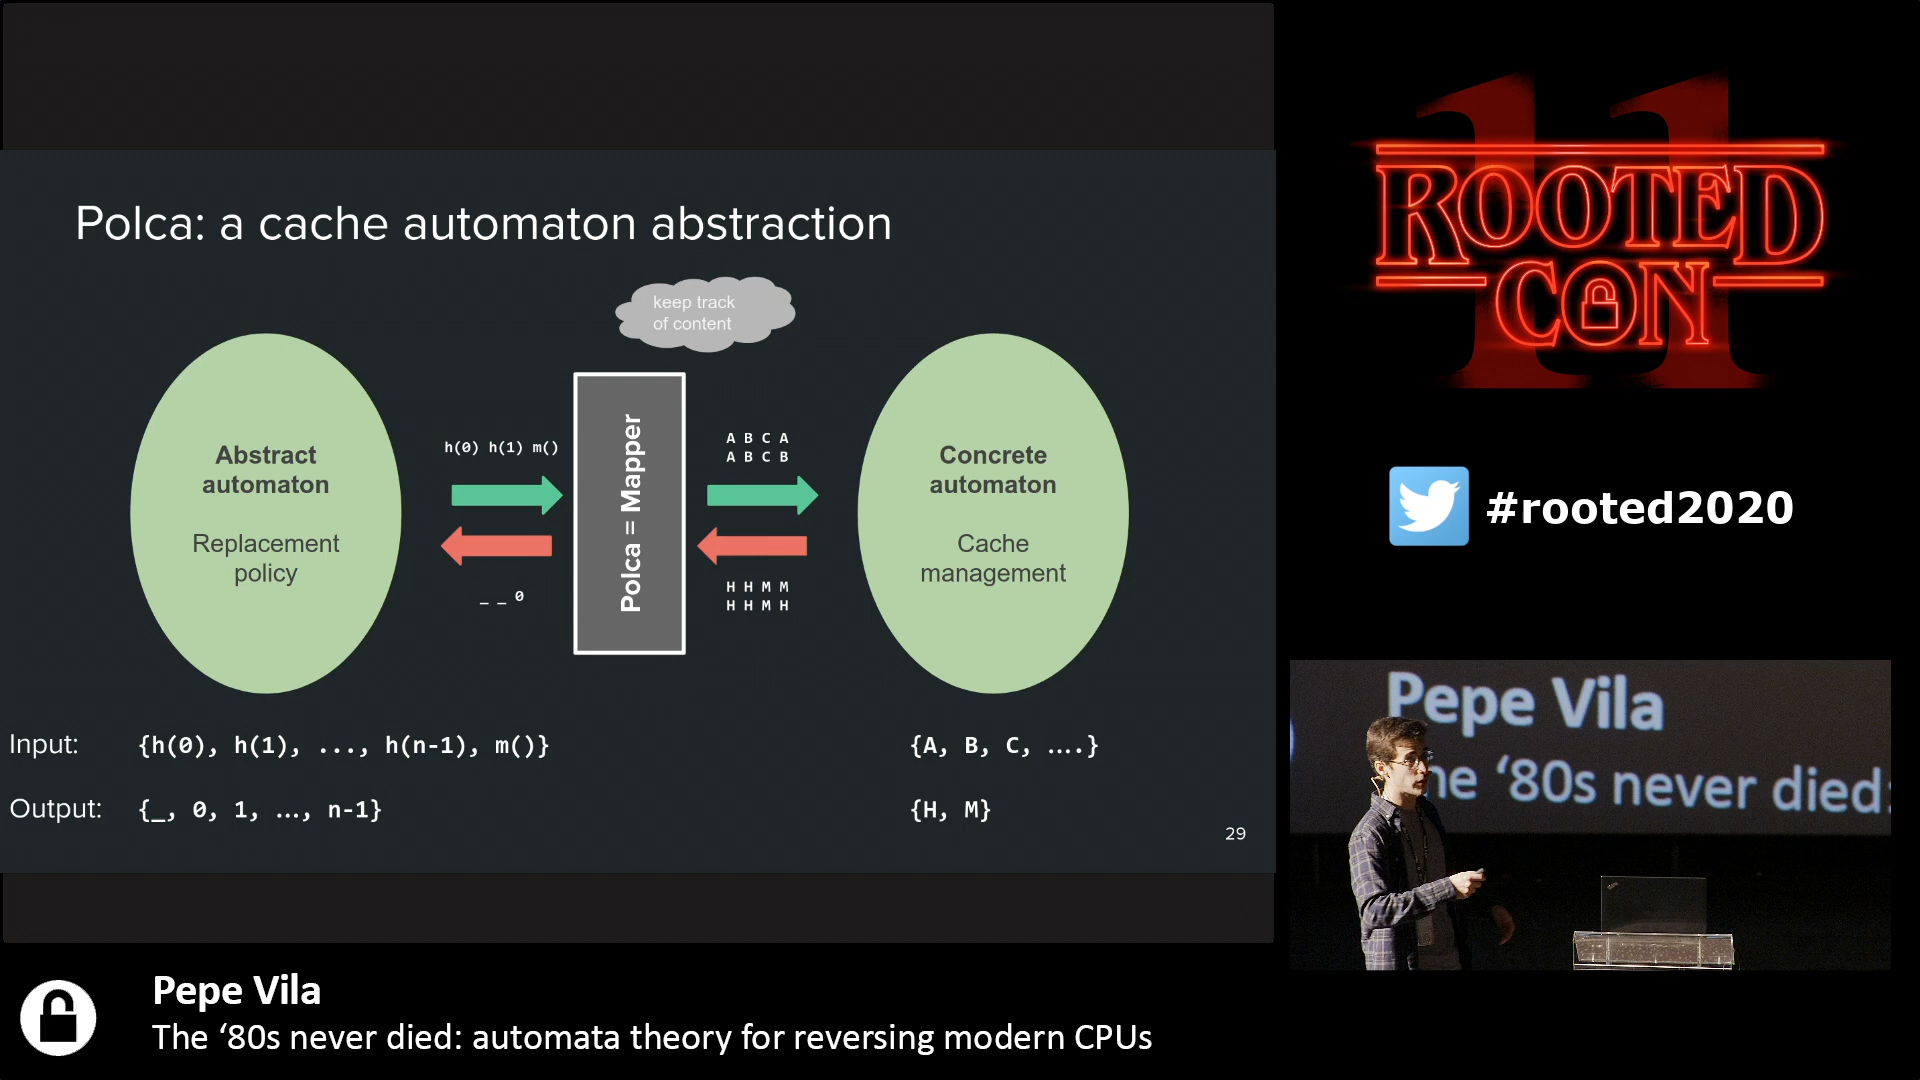 Polca: a cache automaton abstraction
keep track
of content
Abstract
automaton
Replacement
policy
h(0) h(1) m()
_ _ 0
Polca = Mapper
A B C A
A B C B
H H M M
H H M H
Concrete
automaton
Cache
management
Input: {h(0), h(1), ..., h(n-1), m()} {A, B, C, ....}
Output: {_, 0, 1, ..., n-1} {H, M}
29
11
ROOTED
CON
#rooted2020
Pepe Vila
he ‘80s never died:
Pepe Vila
The ‘80s never died: automata theory for reversing modern CPUs